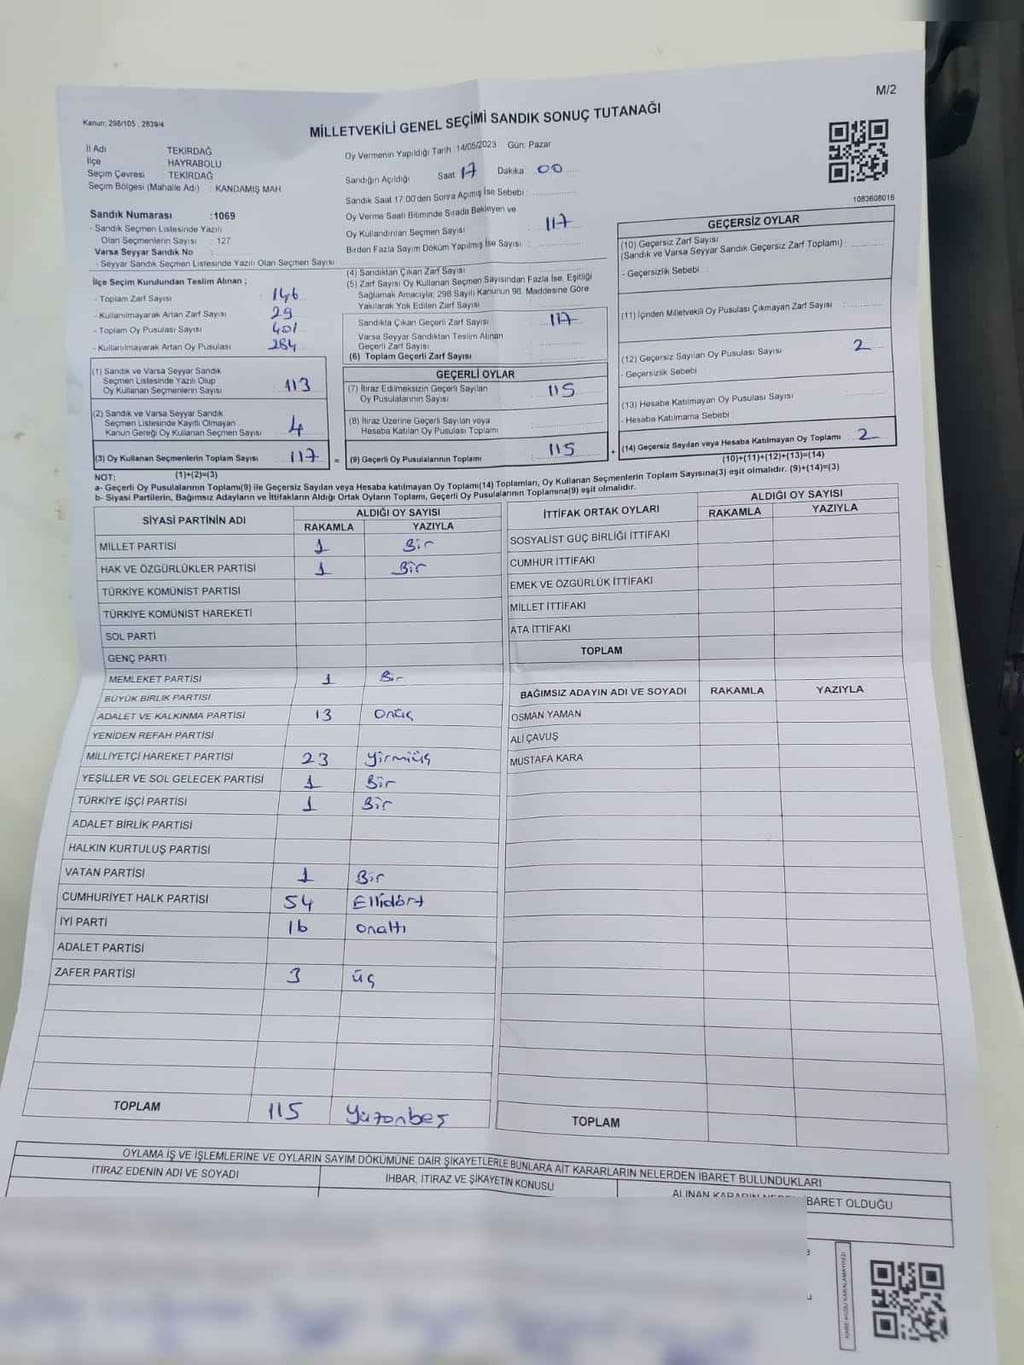 M/2
Kanun: 298/105 , 2839/4
MİLLETVEKİLİ GENEL SEÇİMİ SANDIK SONUÇ TUTANAĞI
İl Adı TEKİRDAĞ
İlçe HAYRABOLU
Seçim Çevresi TEKİRDAĞ
Seçim Bölgesi (Mahalle Adı) : KANDAMIŞ MAH
Sandık Numarası :1069
- Sandık Seçmen Listesinde Yazılı
Olan Seçmenlerin Sayısı : 127
Varsa Seyyar Sandık No
- Seyyar Sandık Seçmen Listesinde Yazılı Olan Seçmen Sayısı
İlçe Seçim Kurulundan Teslim Alınan ;
- Toplam Zarf Sayısı 146
- Kullanılmayarak Artan Zarf Sayısı 29
- Toplam Oy Pusulası Sayısı 401
- Kullanılmayarak Artan Oy Pusulası 284
(1) Sandık ve Varsa Seyyar Sandık
Seçmen Listesinde Yazılı Olup
Oy Kullanan Seçmenlerin Sayısı 113
(2) Sandık ve Varsa Seyyar Sandık
Seçmen Listesinde Kayıtlı Olmayan
Kanun Gereği Oy Kullanan Seçmen Sayısı 4
(3) Oy Kullanan Seçmenlerin Toplam Sayısı 117
(1)+(2)=(3)
Oy Vermenin Yapıldığı Tarih :14/05/2023 Gün: Pazar
Sandığın Açıldığı Saat 17 Dakika 00
Sandık Saat 17:00'den Sonra Açılmış İse Sebebi
Oy Verme Saati Bitiminde Sırada Bekleyen ve
Oy Kullandırılan Seçmen Sayısı 117
Birden Fazla Sayım Döküm Yapılmış İse Sayısı
(4) Sandıktan Çıkan Zarf Sayısı
(5) Zarf Sayısı Oy Kullanan Seçmen Sayısından Fazla İse, Eşitliği
Sağlamak Amacıyla; 298 Sayılı Kanunun 98. Maddesine Göre
Yakılarak Yok Edilen Zarf Sayısı
Sandıkta Çıkan Geçerli Zarf Sayısı 117
Varsa Seyyar Sandıktan Teslim Alınan
Geçerli Zarf Sayısı
(6) Toplam Geçerli Zarf Sayısı
GEÇERLİ OYLAR
(7) İtiraz Edilmeksizin Geçerli Sayılan
Oy Pusulalarının Sayısı 115
(8) İtiraz Üzerine Geçerli Sayılan veya
Hesaba Katılan Oy Pusulası Toplamı
= (9) Geçerli Oy Pusulalarının Toplamı 115
1083608016
GEÇERSİZ OYLAR
(10) Geçersiz Zarf Sayısı
(Sandık ve Varsa Seyyar Sandık Geçersiz Zarf Toplamı) :
- Geçersizlik Sebebi :
(11) İçinden Milletvekili Oy Pusulası Çıkmayan Zarf Sayısı
(12) Geçersiz Sayılan Oy Pusulası Sayısı 2
- Geçersizlik Sebebi
(13) Hesaba Katılmayan Oy Pusulası Sayısı
- Hesaba Katılmama Sebebi :
+ (14) Geçersiz Sayılan veya Hesaba Katılmayan Oy Toplamı 2
(10)+(11)+(12)+(13)=(14)
NOT:
a- Geçerli Oy Pusulalarının Toplamı(9) ile Geçersiz Sayılan veya Hesaba katılmayan Oy Toplamı(14) Toplamları, Oy Kullanan Seçmenlerin Toplam Sayısına(3) eşit olmalıdır. (9)+(14)=(3)
b- Siyasi Partilerin, Bağımsız Adayların ve İttifakların Aldığı Ortak Oyların Toplamı, Geçerli Oy Pusulalarının Toplamına(9) eşit olmalıdır.
SİYASİ PARTİNİN ADI ALDIĞI OY SAYISI
RAKAMLA YAZIYLA
MİLLET PARTİSİ 1 Bir
HAK VE ÖZGÜRLÜKLER PARTİSİ 1 Bir
TÜRKİYE KOMÜNİST PARTİSİ
TÜRKİYE KOMÜNİST HAREKETİ
SOL PARTİ
GENÇ PARTİ
MEMLEKET PARTİSİ 1 Bir
BÜYÜK BİRLİK PARTİSİ
ADALET VE KALKINMA PARTİSİ 13 Onüç
YENİDEN REFAH PARTİSİ
MİLLİYETÇİ HAREKET PARTİSİ 23 Yirmiüç
YEŞİLLER VE SOL GELECEK PARTİSİ 1 Bir
TÜRKİYE İŞÇİ PARTİSİ 1 Bir
ADALET BİRLİK PARTİSİ
HALKIN KURTULUŞ PARTİSİ
VATAN PARTİSİ 1 Bir
CUMHURİYET HALK PARTİSİ 54 Ellidört
İYİ PARTİ 16 onaltı
ADALET PARTİSİ
ZAFER PARTİSİ 3 üç
TOPLAM 115 Yüzonbeş
İTTİFAK ORTAK OYLARI ALDIĞI OY SAYISI
RAKAMLA YAZIYLA
SOSYALİST GÜÇ BİRLİĞİ İTTİFAKI
CUMHUR İTTİFAKI
EMEK VE ÖZGÜRLÜK İTTİFAKI
MİLLET İTTİFAKI
ATA İTTİFAKI
TOPLAM
BAĞIMSIZ ADAYIN ADI VE SOYADI RAKAMLA YAZIYLA
OSMAN YAMAN
ALİ ÇAVUŞ
MUSTAFA KARA
TOPLAM
OYLAMA İŞ VE İŞLEMLERİNE VE OYLARIN SAYIM DÖKÜMÜNE DAİR ŞİKAYETLERLE BUNLARA AİT KARARLARIN NELERDEN İBARET BULUNDUKLARI
İTİRAZ EDENİN ADI VE SOYADI İHBAR, İTİRAZ VE ŞİKAYETİN KONUSU ALINAN KARARIN NEDEN İBARET OLDUĞU